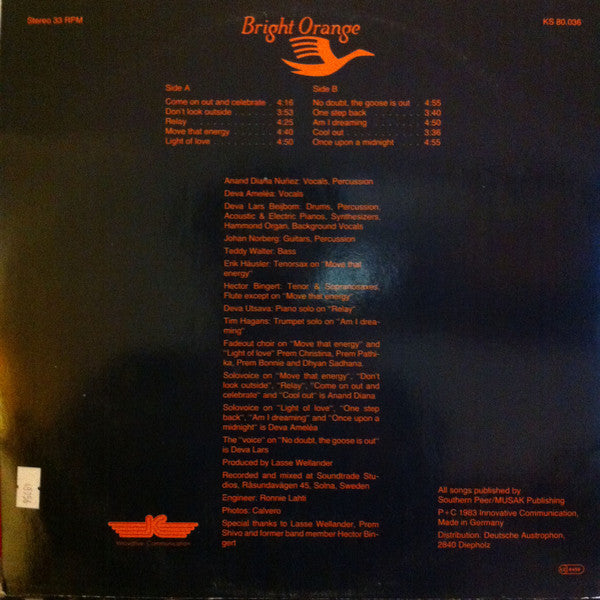 Stereo 33 RPM
KS 80.036
Bright Orange
Side A
Come on out and celebrate . 4:16
Don't look outside . . . . . 3:53
Relay . . . . . . . . . . . . 4:25
Move that energy . . . . . . 4:40
Light of love . . . . . . . . 4:50
Side B
No doubt, the goose is out . 4:55
One step back . . . . . . . 3:40
Am I dreaming . . . . . . . 4:50
Cool out . . . . . . . . . . 3:36
Once upon a midnight . . . 4:55
Anand Diana Nuñez: Vocals, Percussion
Deva Ameléa: Vocals
Deva Lars Beijbom: Drums, Percussion,
Acoustic & Electric Pianos, Synthesizers,
Hammond Organ, Background Vocals
Johan Norberg: Guitars, Percussion
Teddy Walter: Bass
Erik Häusler: Tenorsax on "Move that
energy"
Hector Bingert: Tenor & Sopranosaxes,
Flute except on "Move that energy"
Deva Utsava: Piano solo on "Relay"
Tim Hagans: Trumpet solo on "Am I drea-
ming"
Fadeout choir on "Move that energy" and
"Light of love" Prem Christina, Prem Pathi-
ka, Prem Bonnie and Dhyan Sadhana.
Solovoice on "Move that energy", "Don't
look outside", "Relay", "Come on out and
celebrate" and "Cool out" is Anand Diana
Solovoice on "Light of love", "One step
back", "Am I dreaming" and "Once upon a
midnight" is Deva Ameléa
The "voice" on "No doubt, the goose is out"
is Deva Lars
Produced by Lasse Wellander
Recorded and mixed at Soundtrade Stu-
dios, Råsundavägen 45, Solna, Sweden
Engineer: Ronnie Lahti
Photos: Calvero
Special thanks to Lasse Wellander, Prem
Shivo and former band member Hector Bin-
gert
Innovative Communication
All songs published by
Southern Peer/MUSAK Publishing
P + C 1983 Innovative Communication,
Made in Germany
Distribution: Deutsche Austrophon,
2840 Diepholz